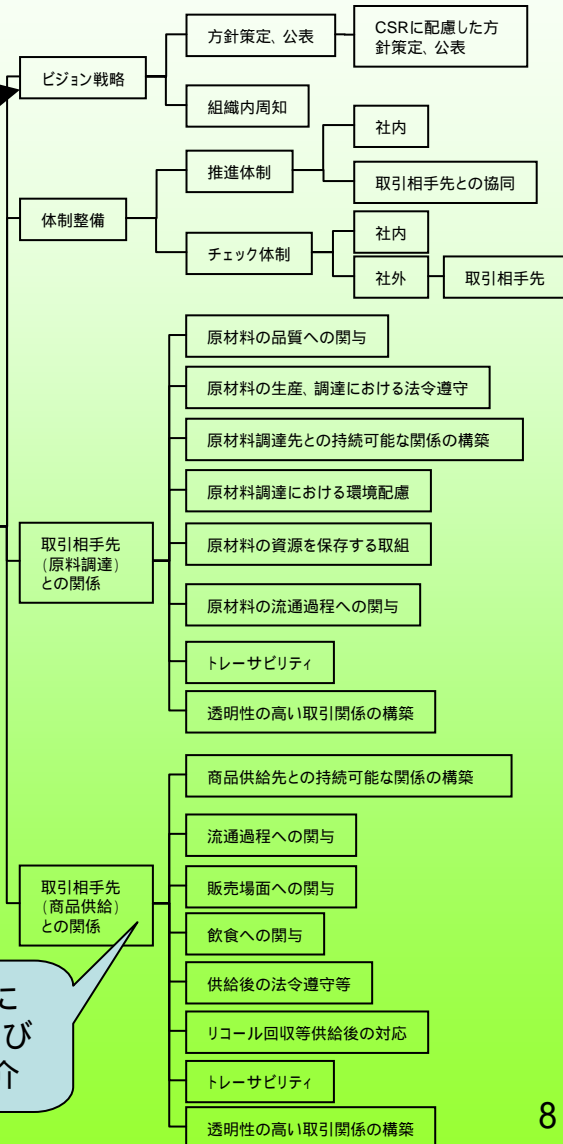 ビジョン戦略
方針策定、公表
CSRに配慮した方
針策定、公表
組織内周知
体制整備
推進体制
社内
取引相手先との協同
チェック体制
社内
社外
取引相手先
取引相手先
(原料調達)
との関係
原材料の品質への関与
原材料の生産、調達における法令遵守
原材料調達先との持続可能な関係の構築
原材料調達における環境配慮
原材料の資源を保存する取組
原材料の流通過程への関与
トレーサビリティ
透明性の高い取引関係の構築
取引相手先
(商品供給)
との関係
商品供給先との持続可能な関係の構築
流通過程への関与
販売場面への関与
飲食への関与
供給後の法令遵守等
リコール回収等供給後の対応
トレーサビリティ
透明性の高い取引関係の構築
に
び
介
8